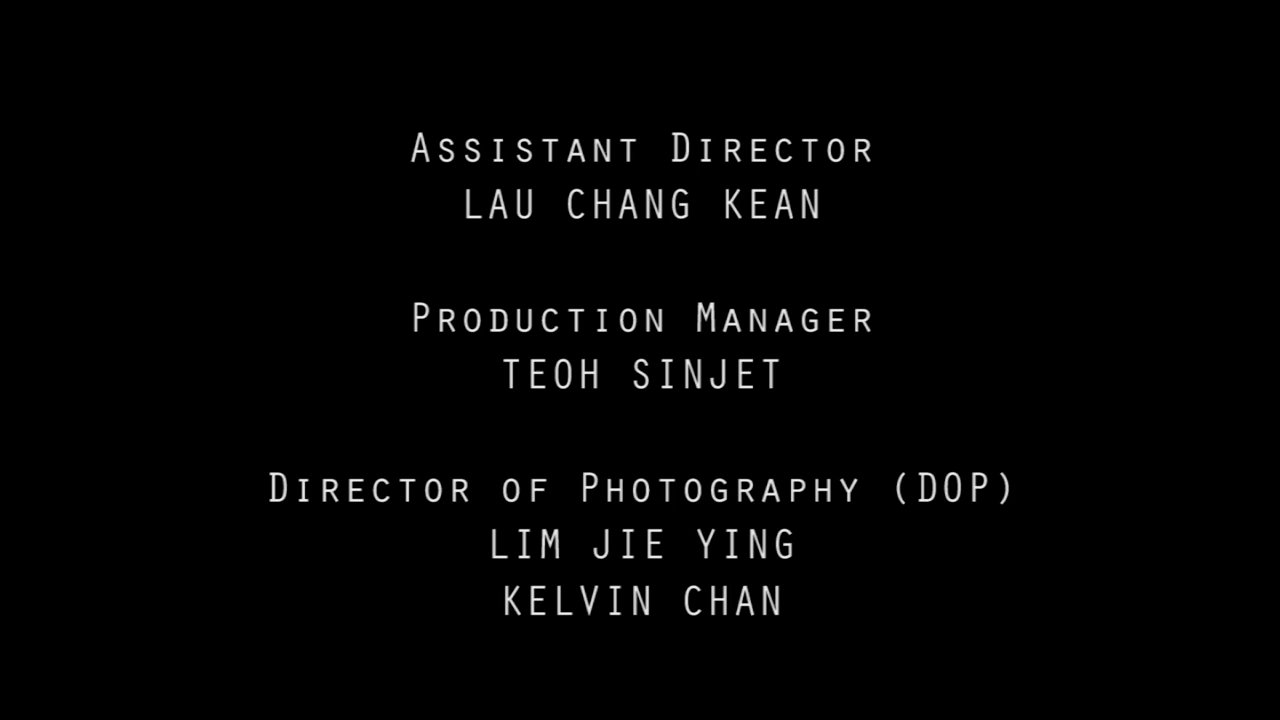 Assistant Director
LAU CHANG KEAN
Production Manager
TEOH SINJET
Director of Photography (DOP)
LIM JIE YING
KELVIN CHAN